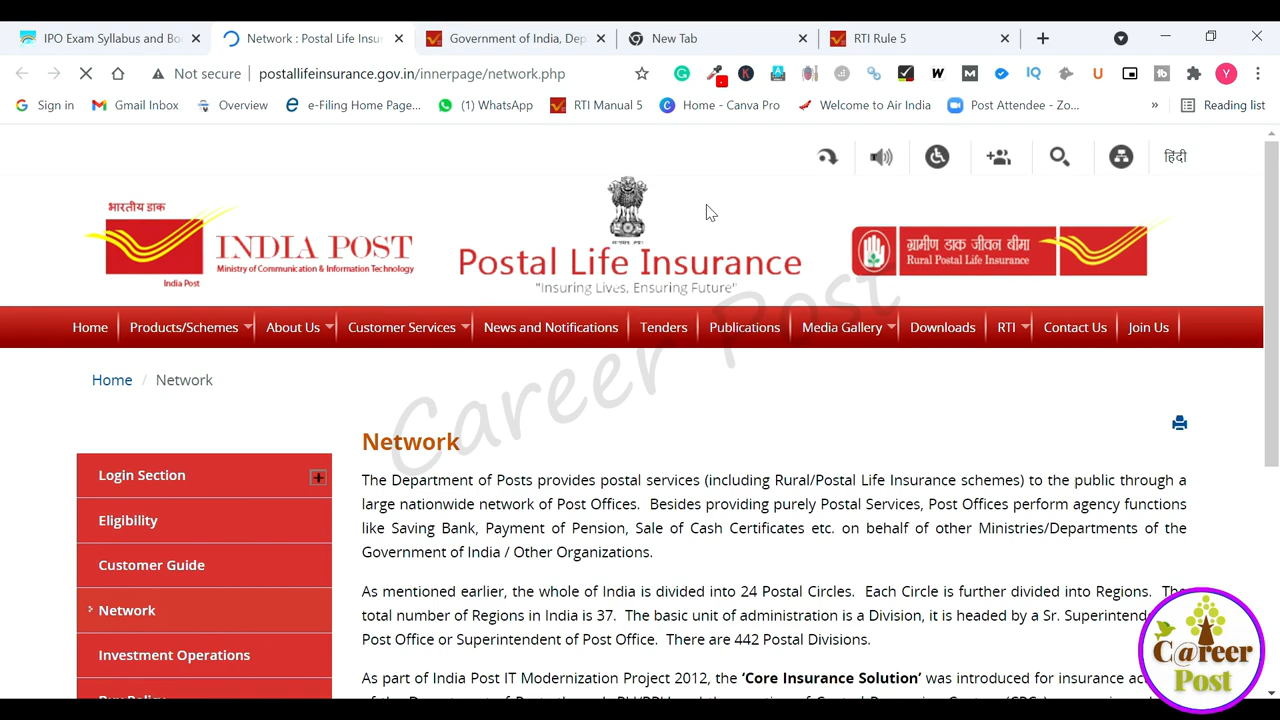 IPO Exam Syllabus and Bo
Network : Postal Life Insur
Government of India, Dep
New Tab
RTI Rule 5
Not secure
postallifeinsurance.gov.in/innerpage/network.php
Sign in
Gmail Inbox
Overview
e-Filing Home Page...
(1) WhatsApp
RTI Manual 5
Home - Canva Pro
Welcome to Air India
Post Attendee - Zo...
Reading list
हिंदी
भारतीय डाक
India Post
INDIA POST
Ministry of Communication & Information Technology
Postal Life Insurance
"Insuring Lives, Ensuring Future"
ग्रामीण डाक जीवन बीमा
Rural Postal Life Insurance
Home
Products/Schemes
About Us
Customer Services
News and Notifications
Tenders
Publications
Media Gallery
Downloads
RTI
Contact Us
Join Us
Home / Network
Career Post
Login Section
Eligibility
Customer Guide
Network
Investment Operations
Network
The Department of Posts provides postal services (including Rural/Postal Life Insurance schemes) to the public through a
large nationwide network of Post Offices. Besides providing purely Postal Services, Post Offices perform agency functions
like Saving Bank, Payment of Pension, Sale of Cash Certificates etc. on behalf of other Ministries/Departments of the
Government of India / Other Organizations.
As mentioned earlier, the whole of India is divided into 24 Postal Circles. Each Circle is further divided into Regions. The
total number of Regions in India is 37. The basic unit of administration is a Division, it is headed by a Sr. Superintend
Post Office or Superintendent of Post Office. There are 442 Postal Divisions.
As part of India Post IT Modernization Project 2012, the 'Core Insurance Solution' was introduced for insurance
C@reer
Post